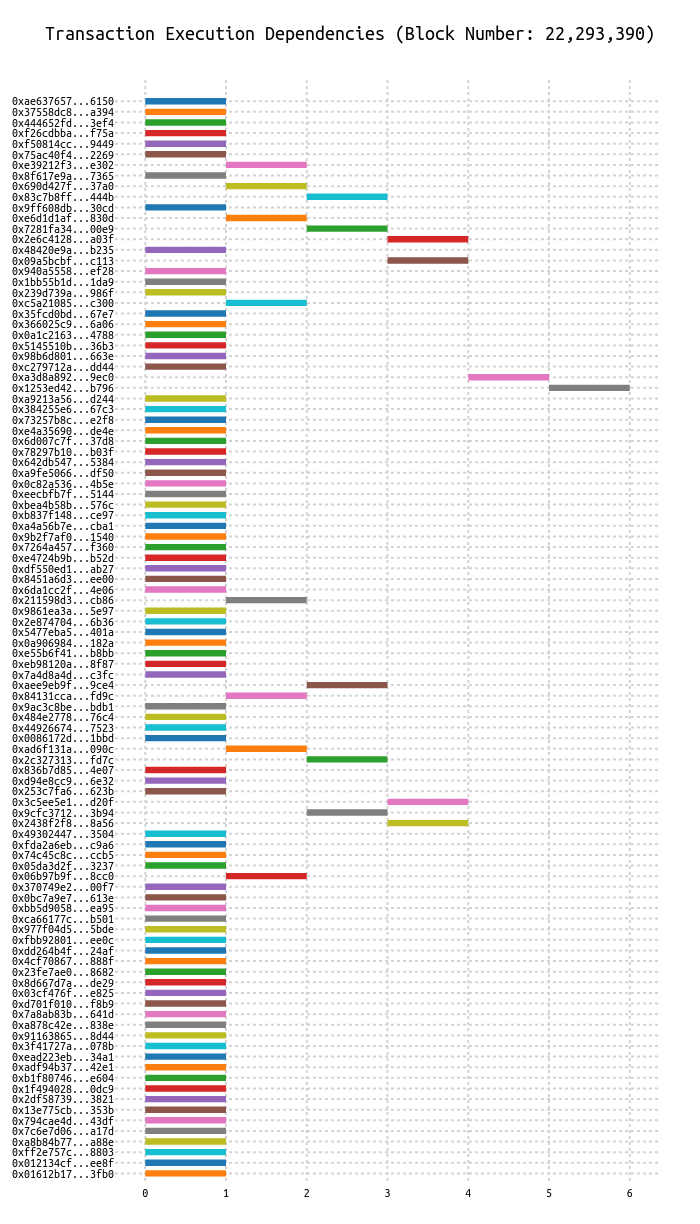 Transaction Execution Dependencies (Block Number: 22,293,390)
0xae637657...6150
0x37558dc8...a394
0x444652fd...3ef4
0xf26cdbba...f75a
0xf50814cc...9449
0x75ac40f4...2269
0xe39212f3...e302
0x8f617e9a...7365
0x690d427f...37a0
0x83c7b8ff...444b
0x9ff608db...30cd
0xe6d1d1af...830d
0x7281fa34...00e9
0x2e6c4128...a03f
0x48420e9a...b235
0x09a5bcbf...c113
0x940a5558...ef28
0x1bb55b1d...1da9
0x239d739a...986f
0xc5a21085...c300
0x35fcd0bd...67e7
0x366025c9...6a06
0x0a1c2163...4788
0x5145510b...36b3
0x98b6d801...663e
0xc279712a...dd44
0xa3d8a892...9ec0
0x1253ed42...b796
0xa9213a56...d244
0x384255e6...67c3
0x73257b8c...e2f8
0xe4a35690...de4e
0x6d007c7f...37d8
0x78297b10...b03f
0x642db547...5384
0xa9fe5066...df50
0x0c82a536...4b5e
0xeecbfb7f...5144
0xbea4b58b...576c
0xb837f148...ce97
0xa4a56b7e...cba1
0x9b2f7af0...1540
0x7264a457...f360
0xe4724b9b...b52d
0xdf550ed1...ab27
0x8451a6d3...ee00
0x6da1cc2f...4e06
0x211598d3...cb86
0x9861ea3a...5e97
0x2e874704...6b36
0x5477eba5...401a
0x0a906984...182a
0xe55b6f41...b8bb
0xeb98120a...8f87
0x7a4d8a4d...c3fc
0xaee9eb9f...9ce4
0x84131cca...fd9c
0x9ac3c8be...bdb1
0x484e2778...76c4
0x44926674...7523
0x0086172d...1bbd
0xad6f131a...090c
0x2c327313...fd7c
0x836b7d85...4e07
0xd94e8cc9...6e32
0x253c7fa6...623b
0x3c5ee5e1...d20f
0x9cfc3712...3b94
0x2438f2f8...8a56
0x49302447...3504
0xfda2a6eb...c9a6
0x74c45c8c...ccb5
0x05da3d2f...3237
0x06b97b9f...8cc0
0x370749e2...00f7
0x0bc7a9e7...613e
0xbb5d9058...ea95
0xca66177c...b501
0x977f04d5...5bde
0xfbb92801...ee0c
0xdd264b4f...24af
0x4cf70867...888f
0x23fe7ae0...8682
0x8d667d7a...de29
0x03cf476f...e825
0xd701f010...f8b9
0x7a8ab83b...641d
0xa878c42e...838e
0x91163865...8d44
0x3f41727a...078b
0xead223eb...34a1
0xadf94b37...42e1
0xb1f80746...e604
0x1f494028...0dc9
0x2df58739...3821
0x13e775cb...353b
0x794cae4d...43df
0x7c6e7d06...a17d
0xa8b84b77...a88e
0xff2e757c...8803
0x012134cf...ee8f
0x01612b17...3fb0
0 1 2 3 4 5 6